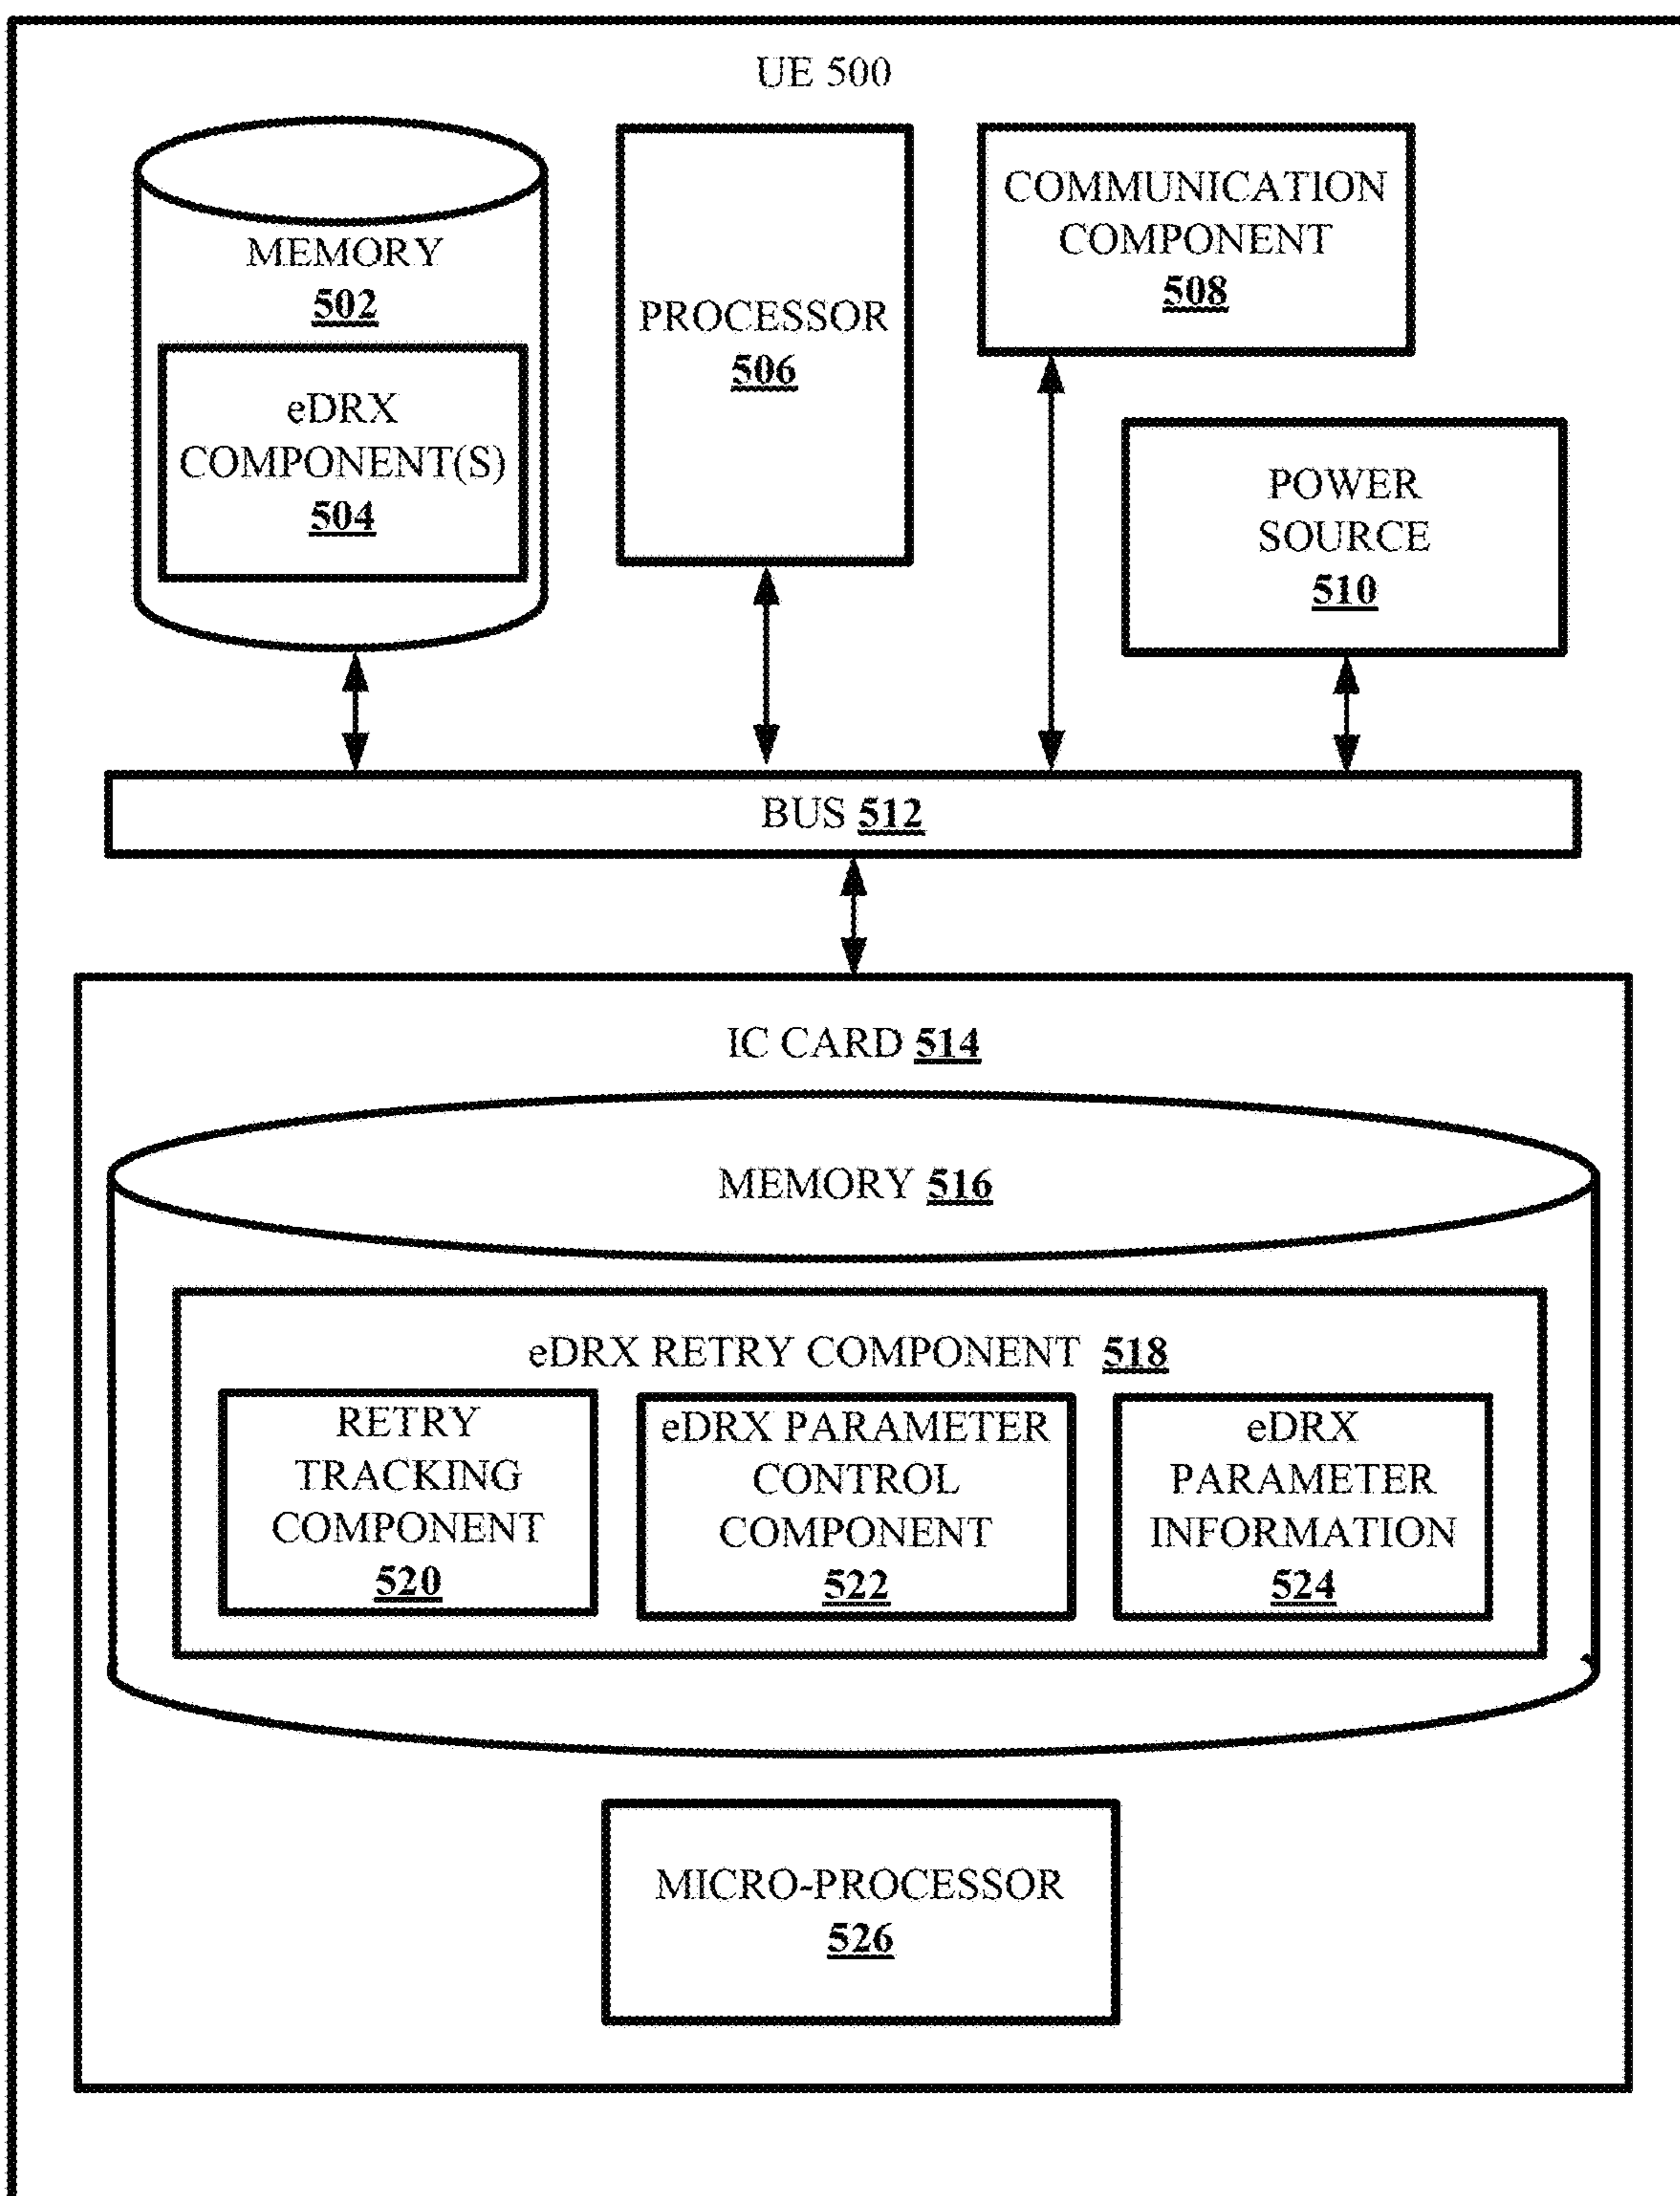 UE 500
MEMORY
502
eDRX
COMPONENT(S)
504
PROCESSOR
506
COMMUNICATION
COMPONENT
508
POWER
SOURCE
510
BUS 512
IC CARD 514
MEMORY 516
eDRX RETRY COMPONENT 518
RETRY
TRACKING
COMPONENT
520
eDRX PARAMETER
CONTROL
COMPONENT
522
eDRX
PARAMETER
INFORMATION
524
MICRO-PROCESSOR
526